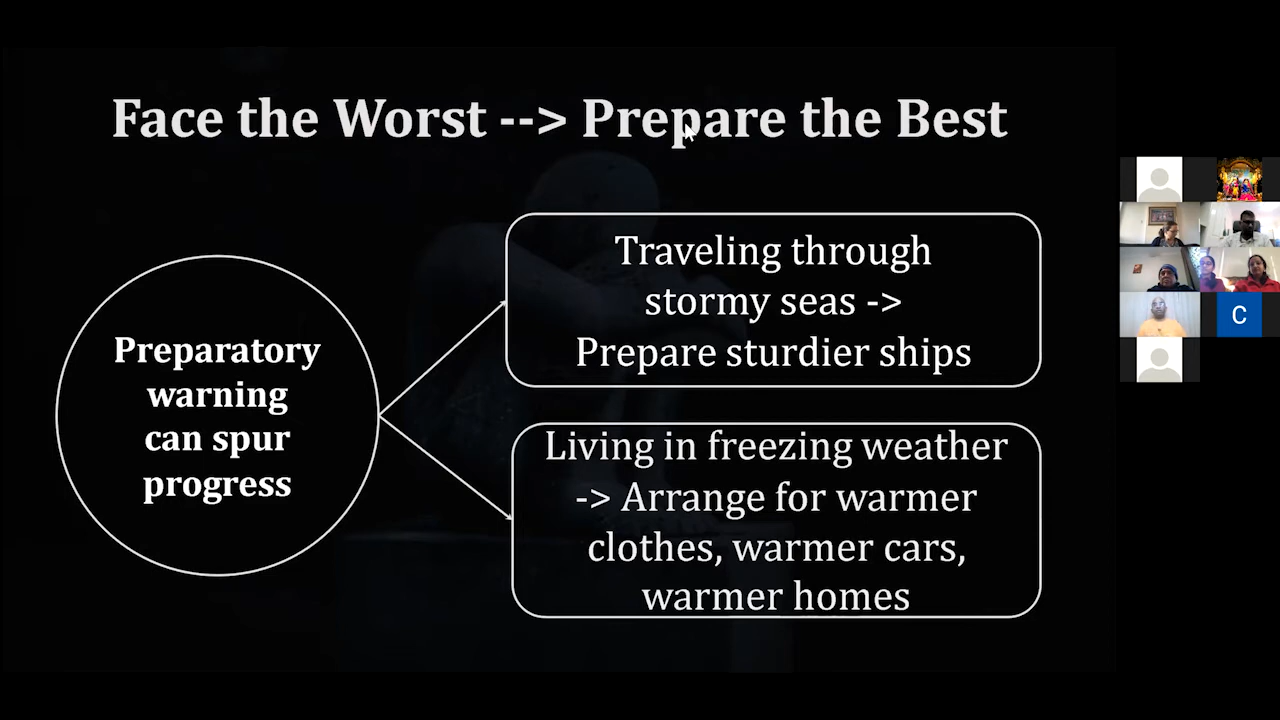 Face the Worst --> Prepare the Best
Preparatory
warning
can spur
progress
Traveling through
stormy seas ->
Prepare sturdier ships
Living in freezing weather
-> Arrange for warmer
clothes, warmer cars,
warmer homes
C